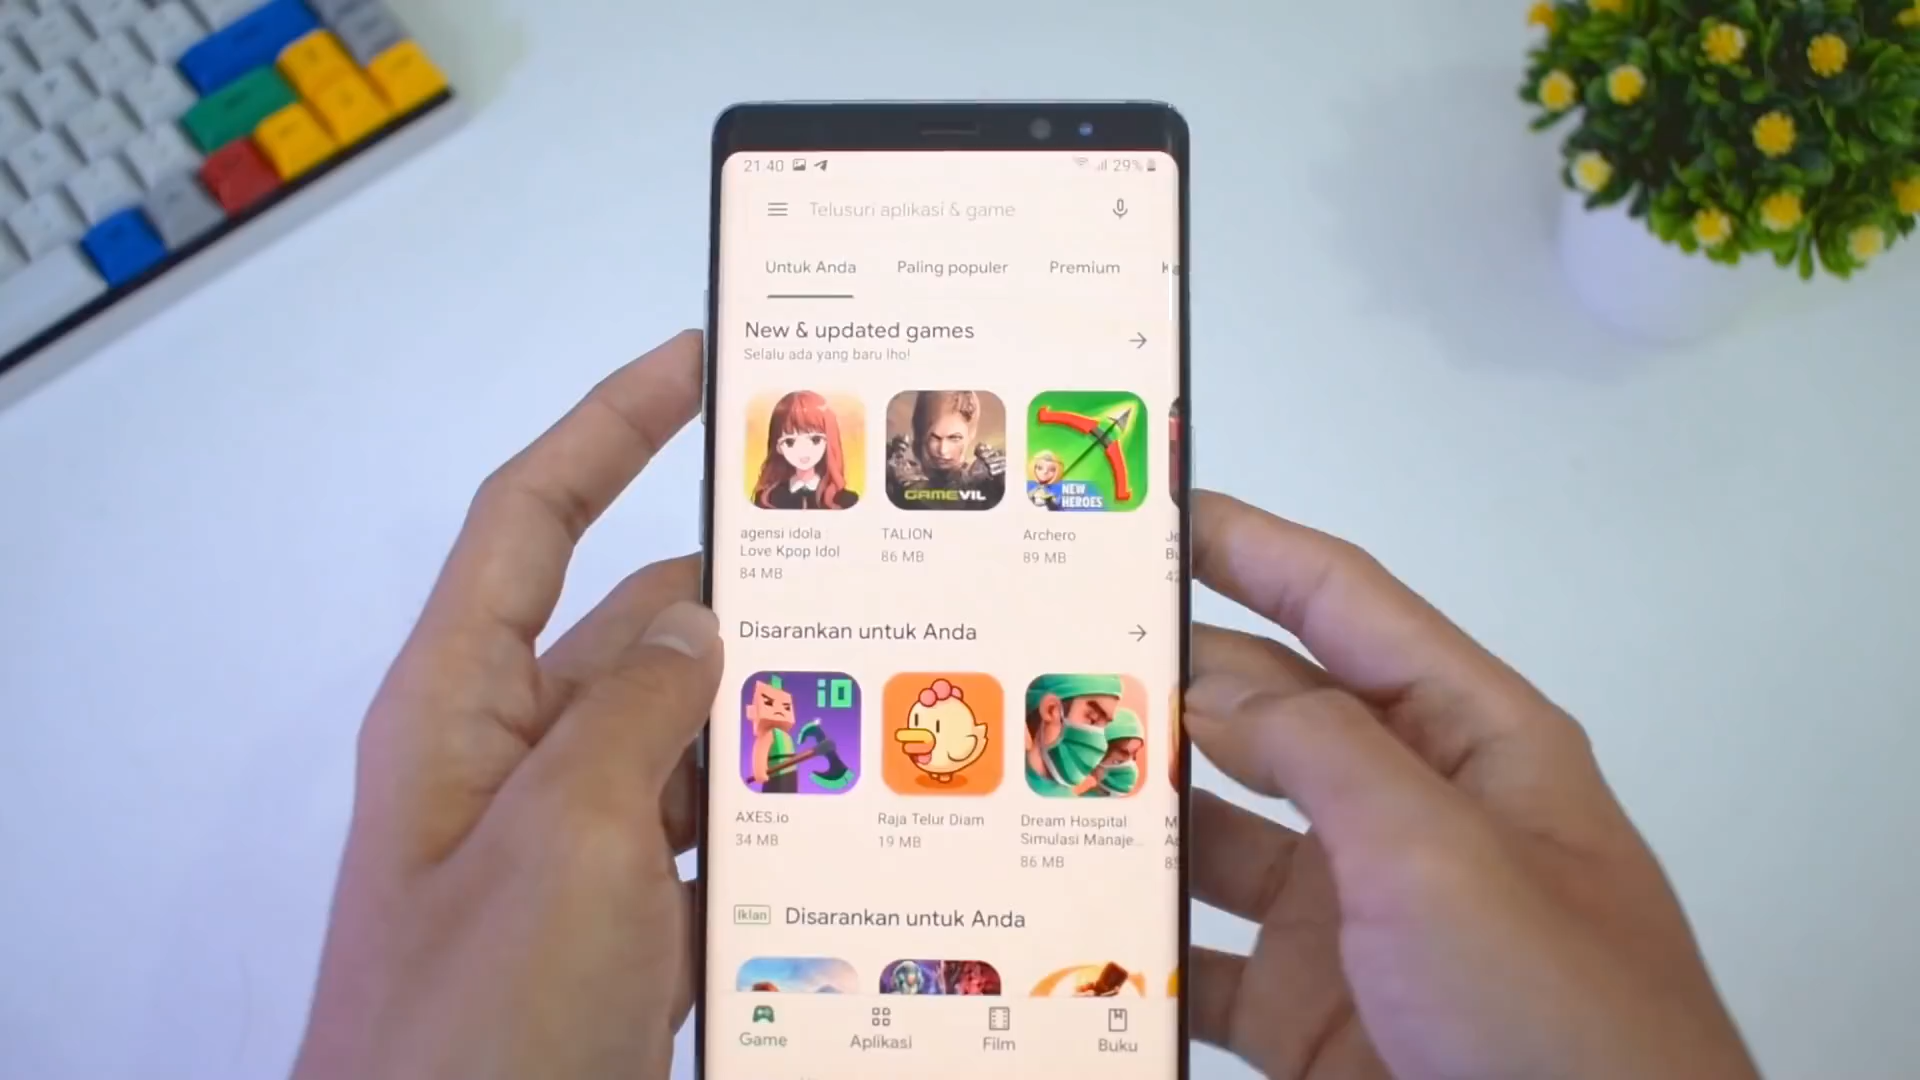 21.40
29%
Telusuri aplikasi & game
Untuk Anda
Paling populer
Premium
New & updated games
Selalu ada yang baru lho!
GAMEVIL
NEW
HEROES
agensi idola :
Love Kpop Idol
84 MB
TALION
86 MB
Archero
89 MB
Disarankan untuk Anda
iO
AXES.io
34 MB
Raja Telur Diam
19 MB
Dream Hospital
Simulasi Manaje...
86 MB
Iklan
Disarankan untuk Anda
Game
Aplikasi
Film
Buku